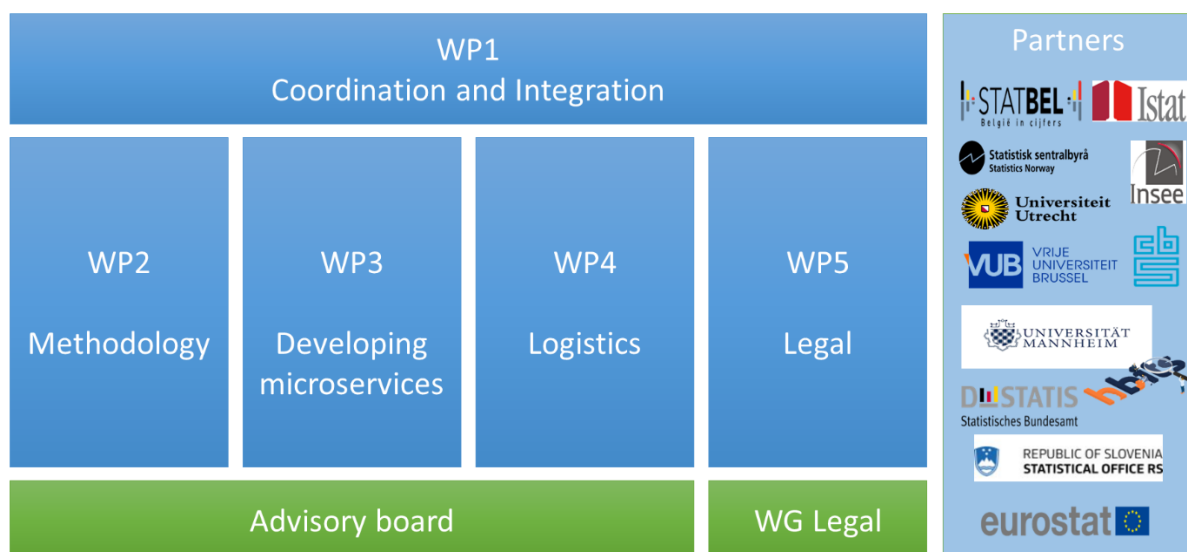 WP1
Coordination and Integration
WP2
Methodology
WP3
Developing
microservices
WP4
Logistics
WP5
Legal
Advisory board
WG Legal
Partners
STATBEL
België in cijfers
Istat
Statistisk sentralbyrå
Statistics Norway
Insee
Universiteit
Utrecht
VUB
VRIJE
UNIVERSITEIT
BRUSSEL
cbs
UNIVERSITÄT
MANNHEIM
DESTATIS
Statistisches Bundesamt
REPUBLIC OF SLOVENIA
STATISTICAL OFFICE RS
eurostat